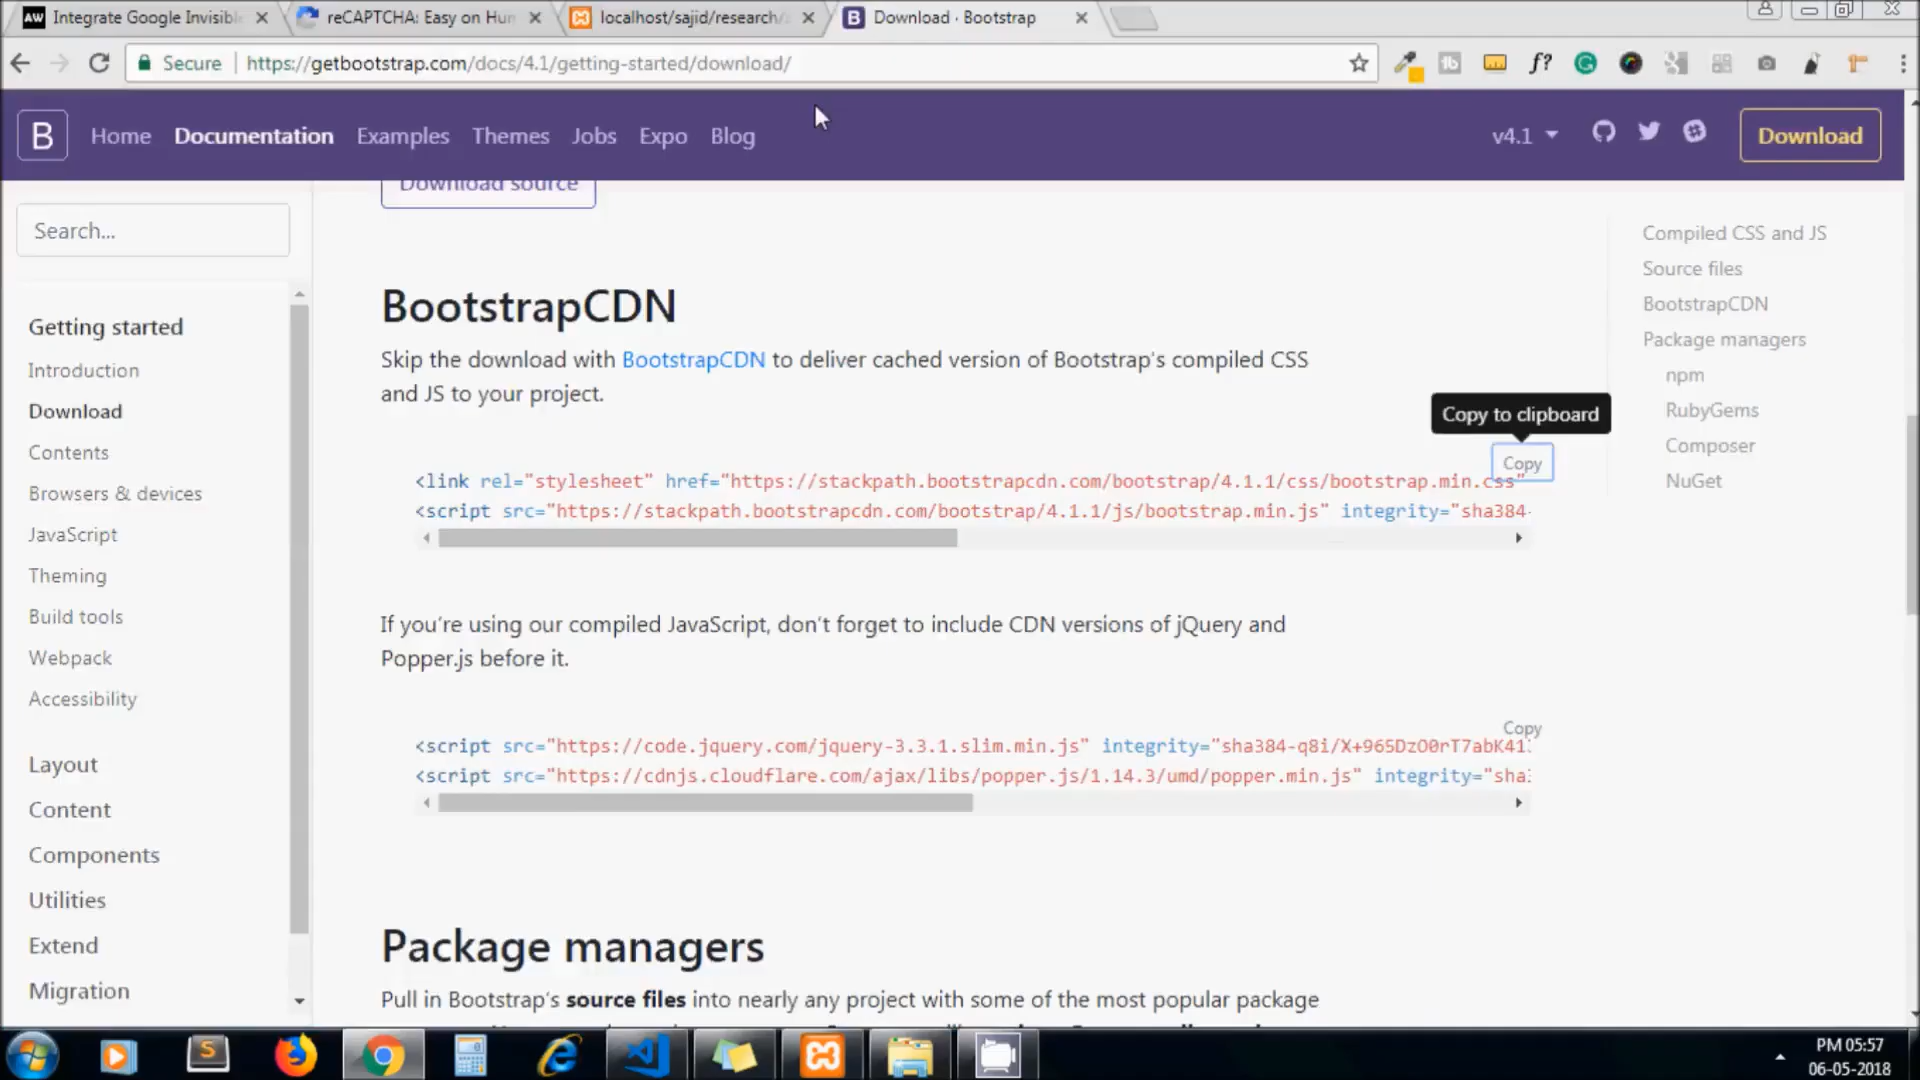 Integrate Google Invisibl
reCAPTCHA: Easy on Hum
localhost/sajid/research/
Download · Bootstrap
Secure
https://getbootstrap.com/docs/4.1/getting-started/download/
f?
B
Home
Documentation
Examples
Themes
Jobs
Expo
Blog
v4.1
Download
Search...
Getting started
Introduction
Download
Contents
Browsers & devices
JavaScript
Theming
Build tools
Webpack
Accessibility
Layout
Content
Components
Utilities
Extend
Migration
Download source
BootstrapCDN
Skip the download with BootstrapCDN to deliver cached version of Bootstrap's compiled CSS
and JS to your project.
Copy to clipboard
Copy
<link rel="stylesheet" href="https://stackpath.bootstrapcdn.com/bootstrap/4.1.1/css/bootstrap.min.css"
<script src="https://stackpath.bootstrapcdn.com/bootstrap/4.1.1/js/bootstrap.min.js" integrity="sha384-
If you're using our compiled JavaScript, don't forget to include CDN versions of jQuery and
Popper.js before it.
Copy
<script src="https://code.jquery.com/jquery-3.3.1.slim.min.js" integrity="sha384-q8i/X+965DzO0rT7abK41
<script src="https://cdnjs.cloudflare.com/ajax/libs/popper.js/1.14.3/umd/popper.min.js" integrity="sha
Package managers
Pull in Bootstrap's source files into nearly any project with some of the most popular package
Compiled CSS and JS
Source files
BootstrapCDN
Package managers
npm
RubyGems
Composer
NuGet
PM 05:57
06-05-2018